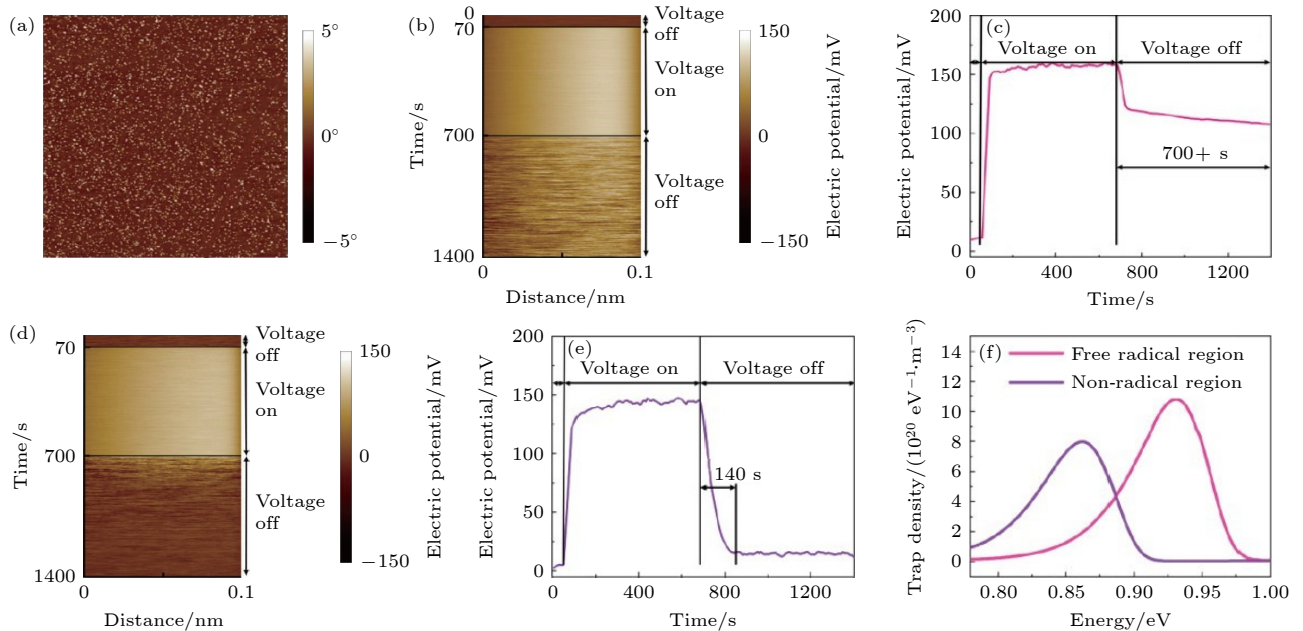 (a)
5°
0°
−5°
(b)
0
70
700
1400
Time/s
0
0.1
Distance/nm
Voltage
off
Voltage
on
Voltage
off
150
0
−150
Electric potential/mV
(c)
200
150
100
50
0
Electric potential/mV
Voltage on
Voltage off
700+ s
0
400
800
1200
Time/s
(d)
70
700
1400
Time/s
0
0.1
Distance/nm
Voltage
off
Voltage
on
Voltage
off
150
0
−150
Electric potential/mV
(e)
200
150
100
50
0
Electric potential/mV
Voltage on
Voltage off
140 s
0
400
800
1200
Time/s
(f)
Free radical region
Non-radical region
14
12
10
8
6
4
2
0
Trap density/(10²⁰ eV⁻¹·m⁻³)
0.80
0.85
0.90
0.95
1.00
Energy/eV